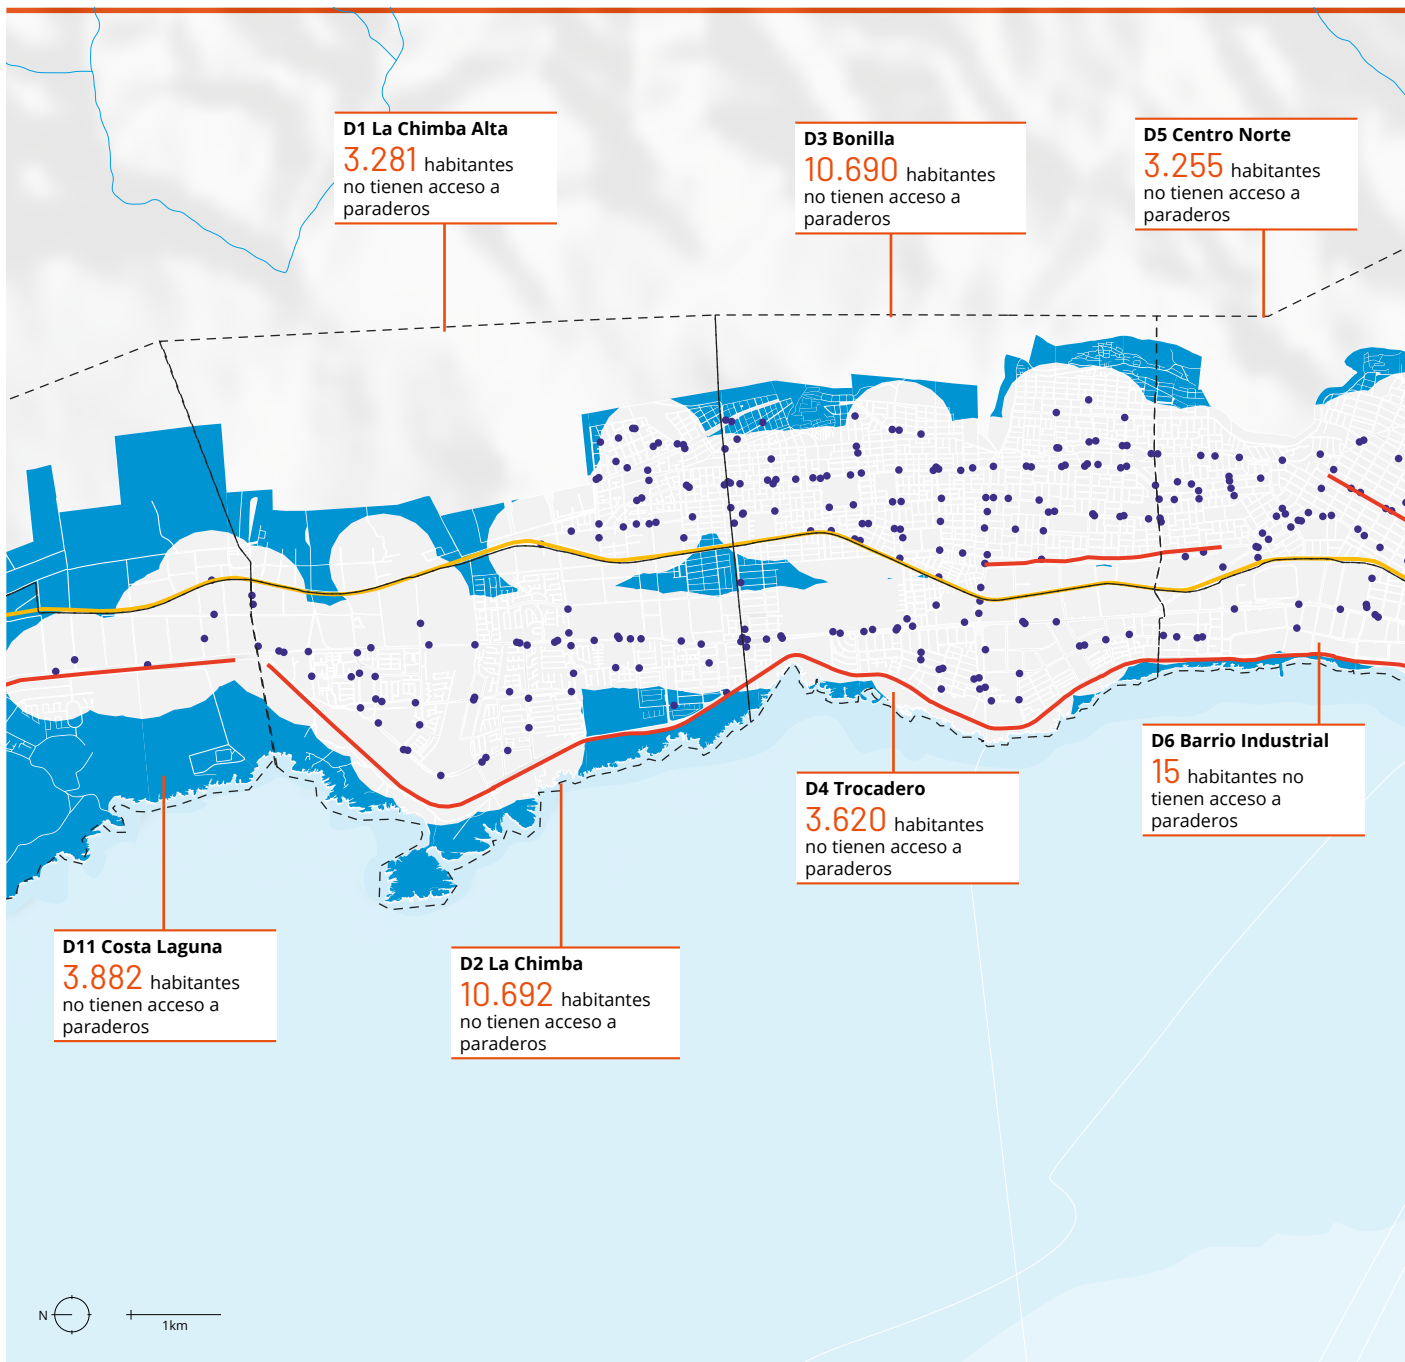 D1 La Chimba Alta
3.281 habitantes
no tienen acceso a
paraderos
D3 Bonilla
10.690 habitantes
no tienen acceso a
paraderos
D5 Centro Norte
3.255 habitantes
no tienen acceso a
paraderos
D6 Barrio Industrial
15 habitantes no
tienen acceso a
paraderos
D4 Trocadero
3.620 habitantes
no tienen acceso a
paraderos
D11 Costa Laguna
3.882 habitantes
no tienen acceso a
paraderos
D2 La Chimba
10.692 habitantes
no tienen acceso a
paraderos
N
1km